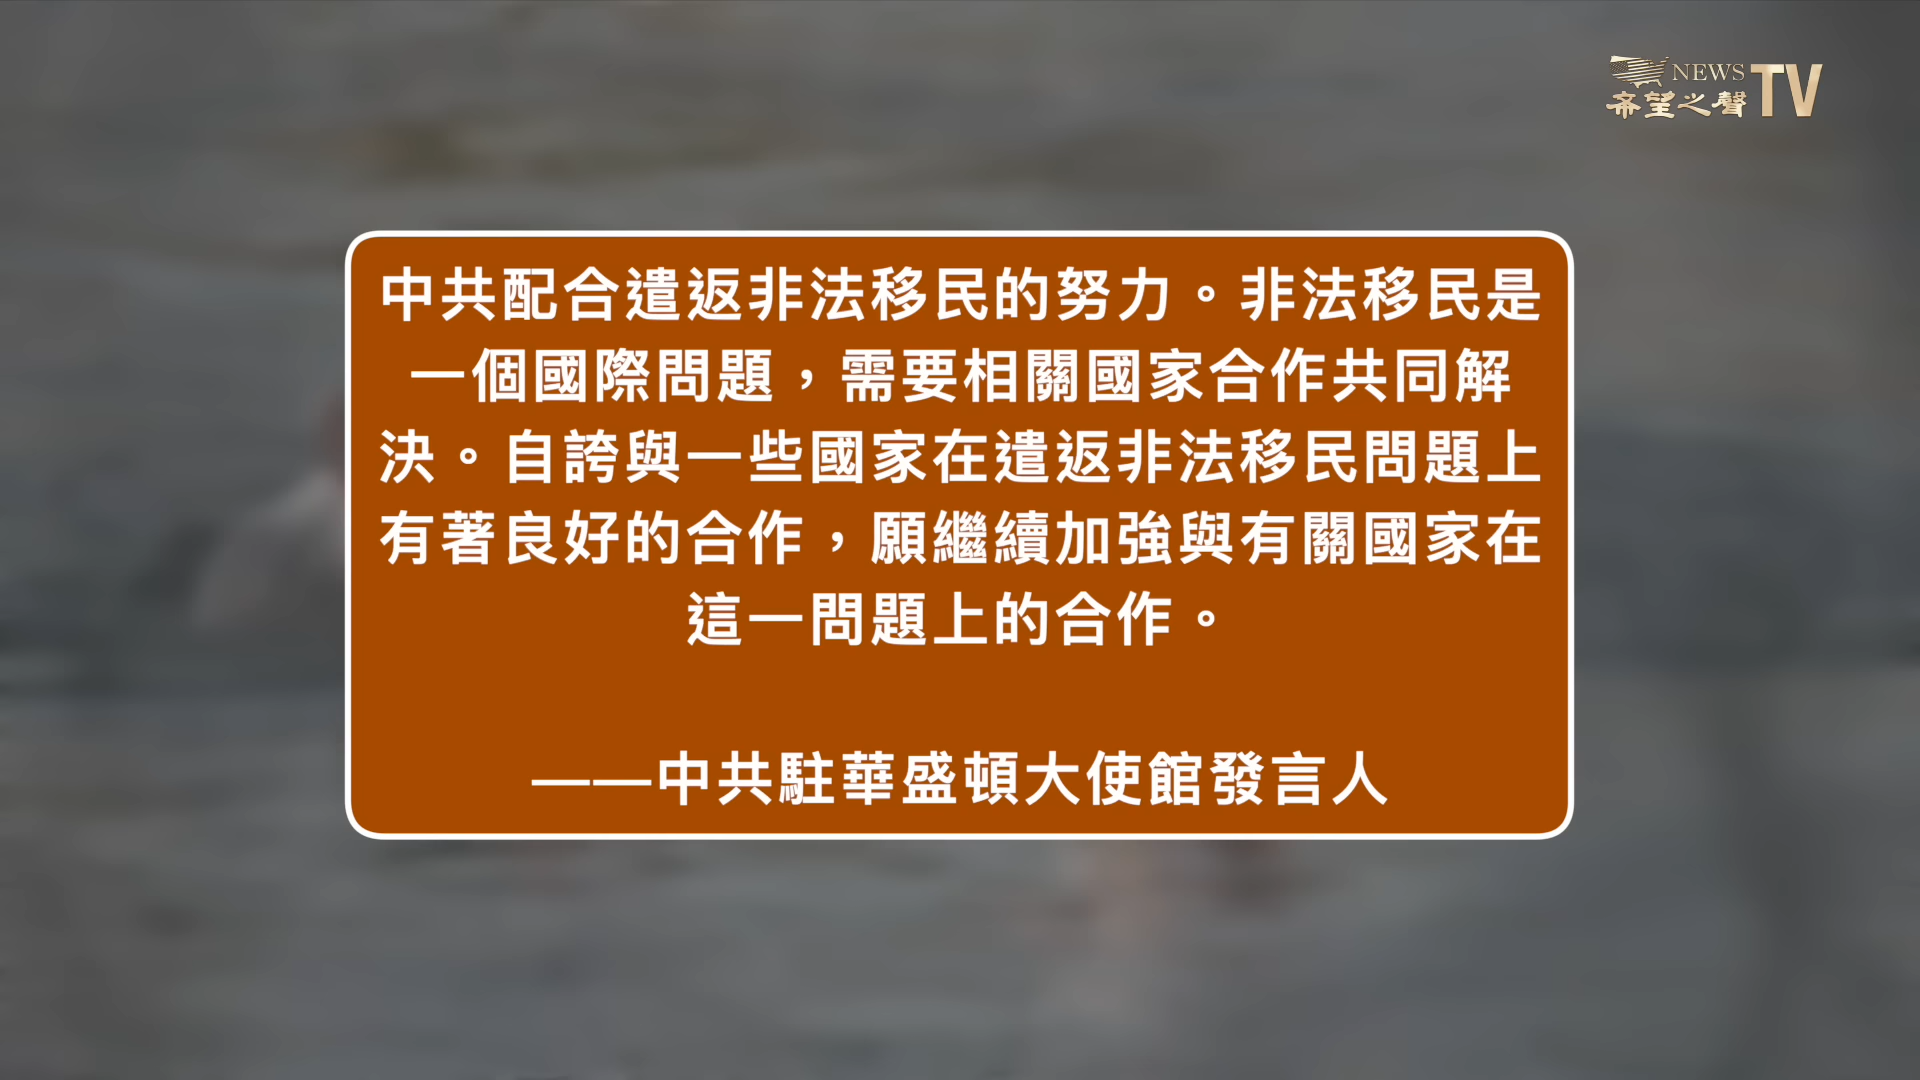 NEWS
希望之聲TV
中共配合遣返非法移民的努力。非法移民是
一個國際問題，需要相關國家合作共同解
決。自誇與一些國家在遣返非法移民問題上
有著良好的合作，願繼續加強與有關國家在
這一問題上的合作。
——中共駐華盛頓大使館發言人